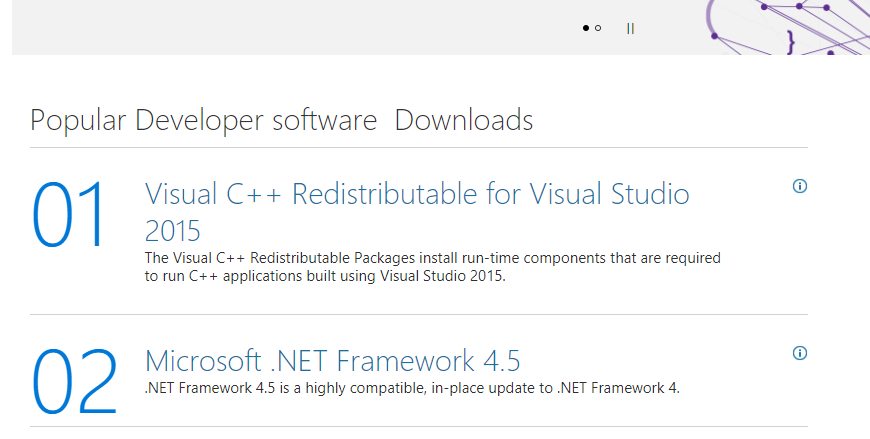 Popular Developer software  Downloads
01
Visual C++ Redistributable for Visual Studio
2015
The Visual C++ Redistributable Packages install run-time components that are required
to run C++ applications built using Visual Studio 2015.
02
Microsoft .NET Framework 4.5
.NET Framework 4.5 is a highly compatible, in-place update to .NET Framework 4.